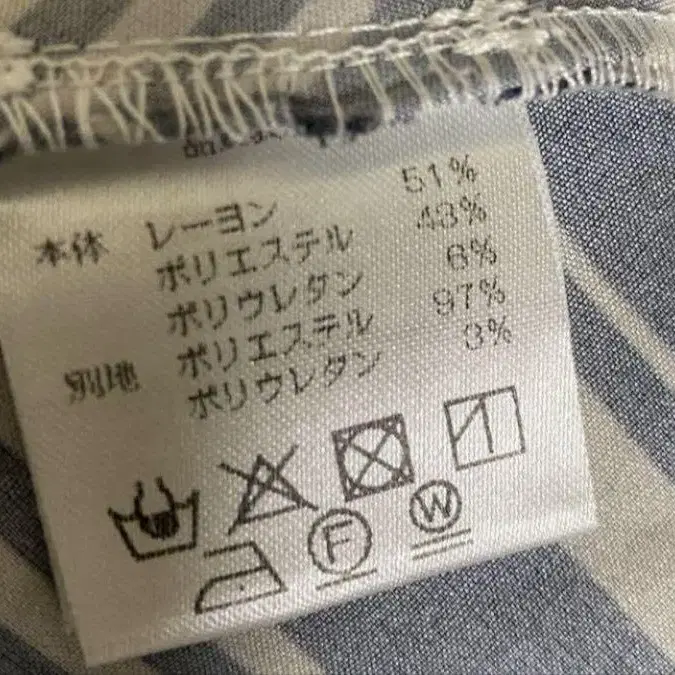 本体 レーヨン 51%
ポリエステル 43%
ポリウレタン 6%
別地 ポリエステル 97%
ポリウレタン 3%
F
W